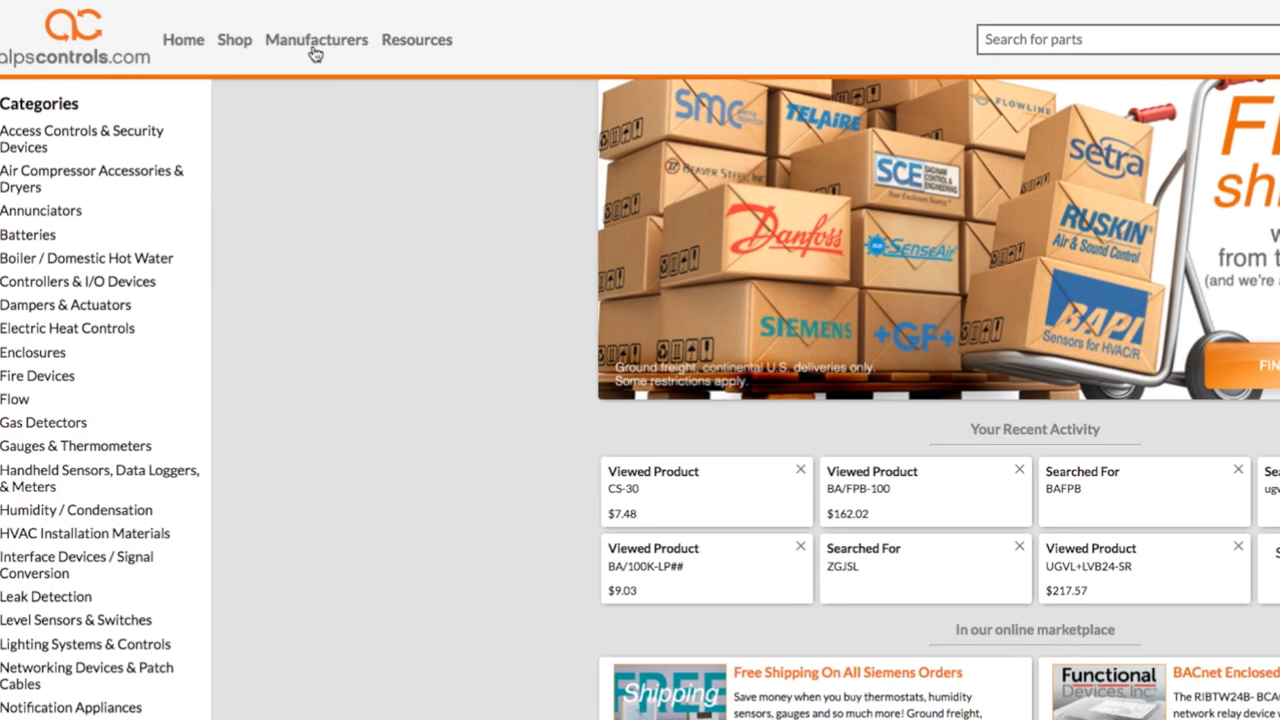 alpscontrols.com
Home Shop Manufacturers Resources
Search for parts
Categories
Access Controls & Security
Devices
Air Compressor Accessories &
Dryers
Annunciators
Batteries
Boiler / Domestic Hot Water
Controllers & I/O Devices
Dampers & Actuators
Electric Heat Controls
Enclosures
Fire Devices
Flow
Gas Detectors
Gauges & Thermometers
Handheld Sensors, Data Loggers,
& Meters
Humidity / Condensation
HVAC Installation Materials
Interface Devices / Signal
Conversion
Leak Detection
Level Sensors & Switches
Lighting Systems & Controls
Networking Devices & Patch
Cables
Notification Appliances
smc
TELAIRE
FLOWLINE
BEAVER STEEL, INC
SCE SAGINAW
CONTROL &
ENGINEERING
setra
Danfoss
SenseAir
RUSKIN
Air & Sound Control
SIEMENS
+GF+
BAPI
Sensors for HVAC/R
Ground freight, continental U.S. deliveries only.
Some restrictions apply.
from
(and we're
FIN
Your Recent Activity
Viewed Product
CS-30
$7.48
Viewed Product
BA/FPB-100
$162.02
Searched For
BAFPB
Viewed Product
BA/100K-LP##
$9.03
Searched For
ZGJSL
Viewed Product
UGVL+LVB24-SR
$217.57
In our online marketplace
FREE
Shipping
Free Shipping On All Siemens Orders
Save money when you buy thermostats, humidity
sensors, gauges and so much more! Ground freight,
Functional
Devices, Inc.
BACnet Enclosed
The RIBTW24B- BCA
network relay device